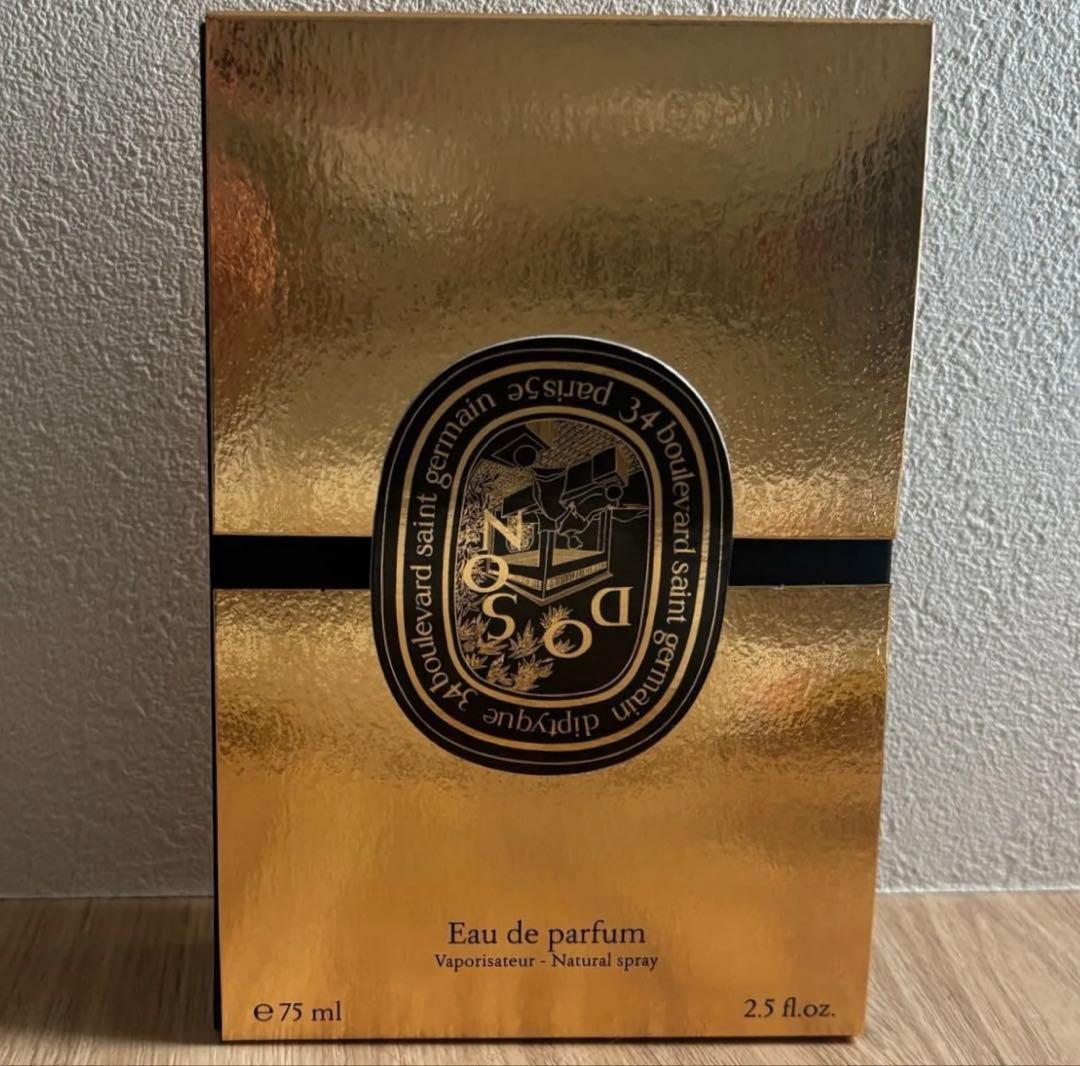 34 boulevard saint germain diptyque 34 boulevard saint germain paris5e
DO SON
Eau de parfum
Vaporisateur - Natural spray
e 75 ml
2.5 fl.oz.